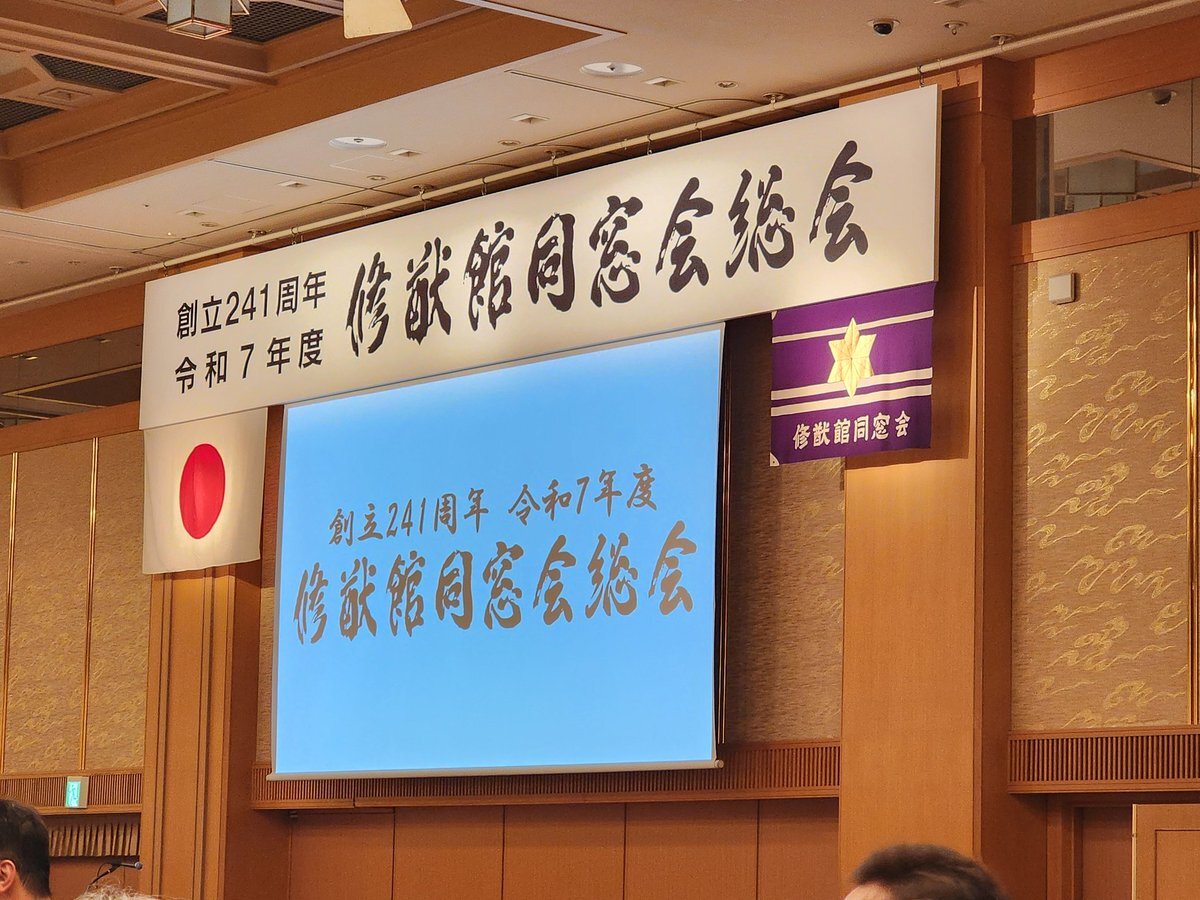 創立241周年
令和7年度
修猷館同窓会総会
修猷館同窓会
創立241周年 令和7年度
修猷館同窓会総会